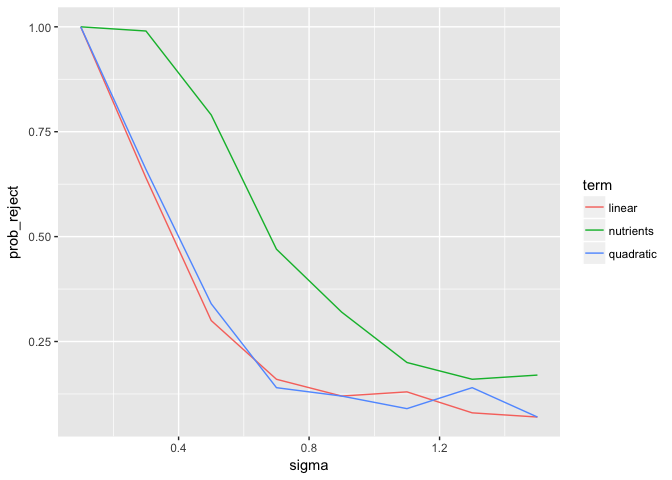 1.00
0.75
0.50
0.25
prob_reject
0.4
0.8
1.2
sigma
term
linear
nutrients
quadratic